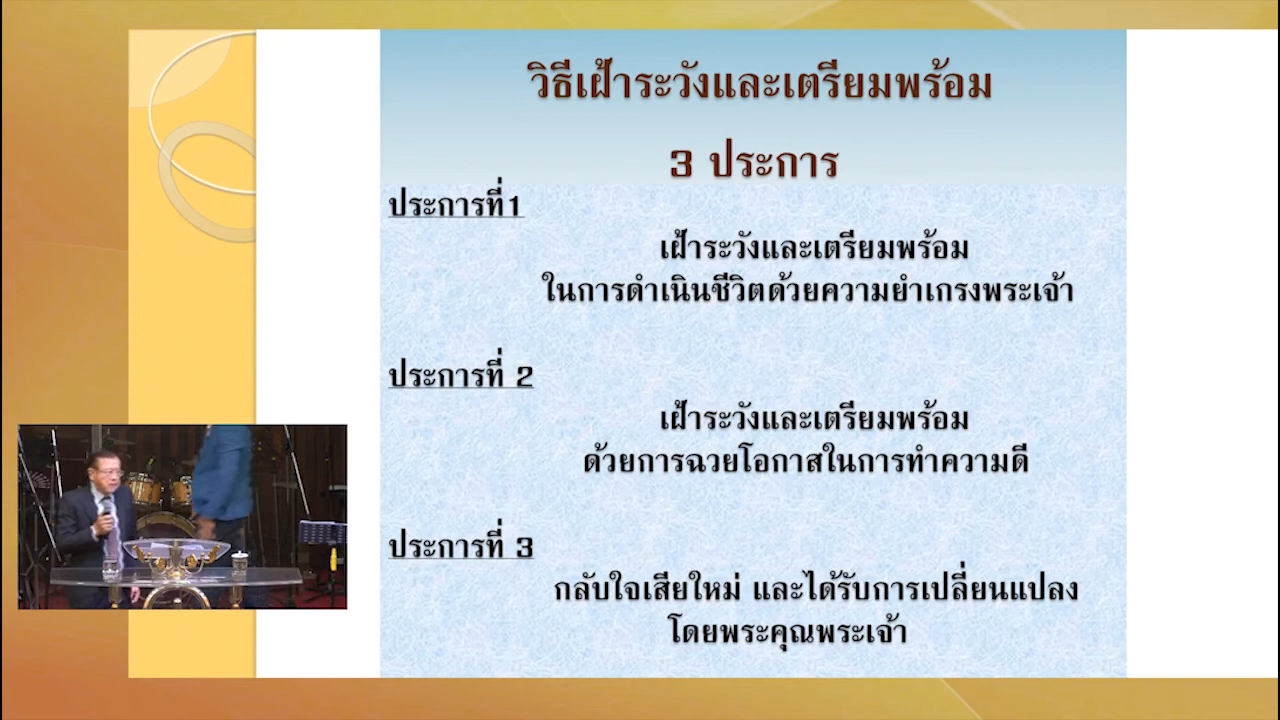 วิธีเฝ้าระวังและเตรียมพร้อม
3 ประการ
ประการที่1
เฝ้าระวังและเตรียมพร้อม
ในการดำเนินชีวิตด้วยความยำเกรงพระเจ้า
ประการที่ 2
เฝ้าระวังและเตรียมพร้อม
ด้วยการฉวยโอกาสในการทำความดี
ประการที่ 3
กลับใจเสียใหม่ และได้รับการเปลี่ยนแปลง
โดยพระคุณพระเจ้า